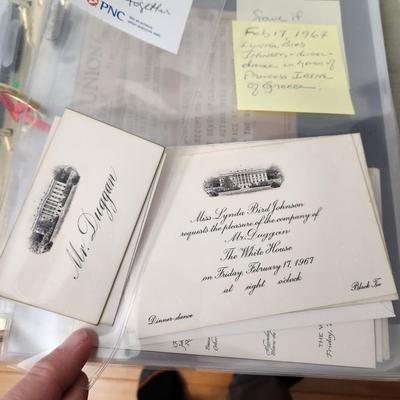 together
PNC
Save if
Feb 17, 1967
Lynda Bird
Johnson - dinner -
dance in honor of
Princess Irene
of Greece.
Mr. Duggan
Miss Lynda Bird Johnson
requests the pleasure of the company of
Mr. Duggan
The White House
on Friday, February 17, 1967
at eight o'clock
Dinner-dance
Black Tie